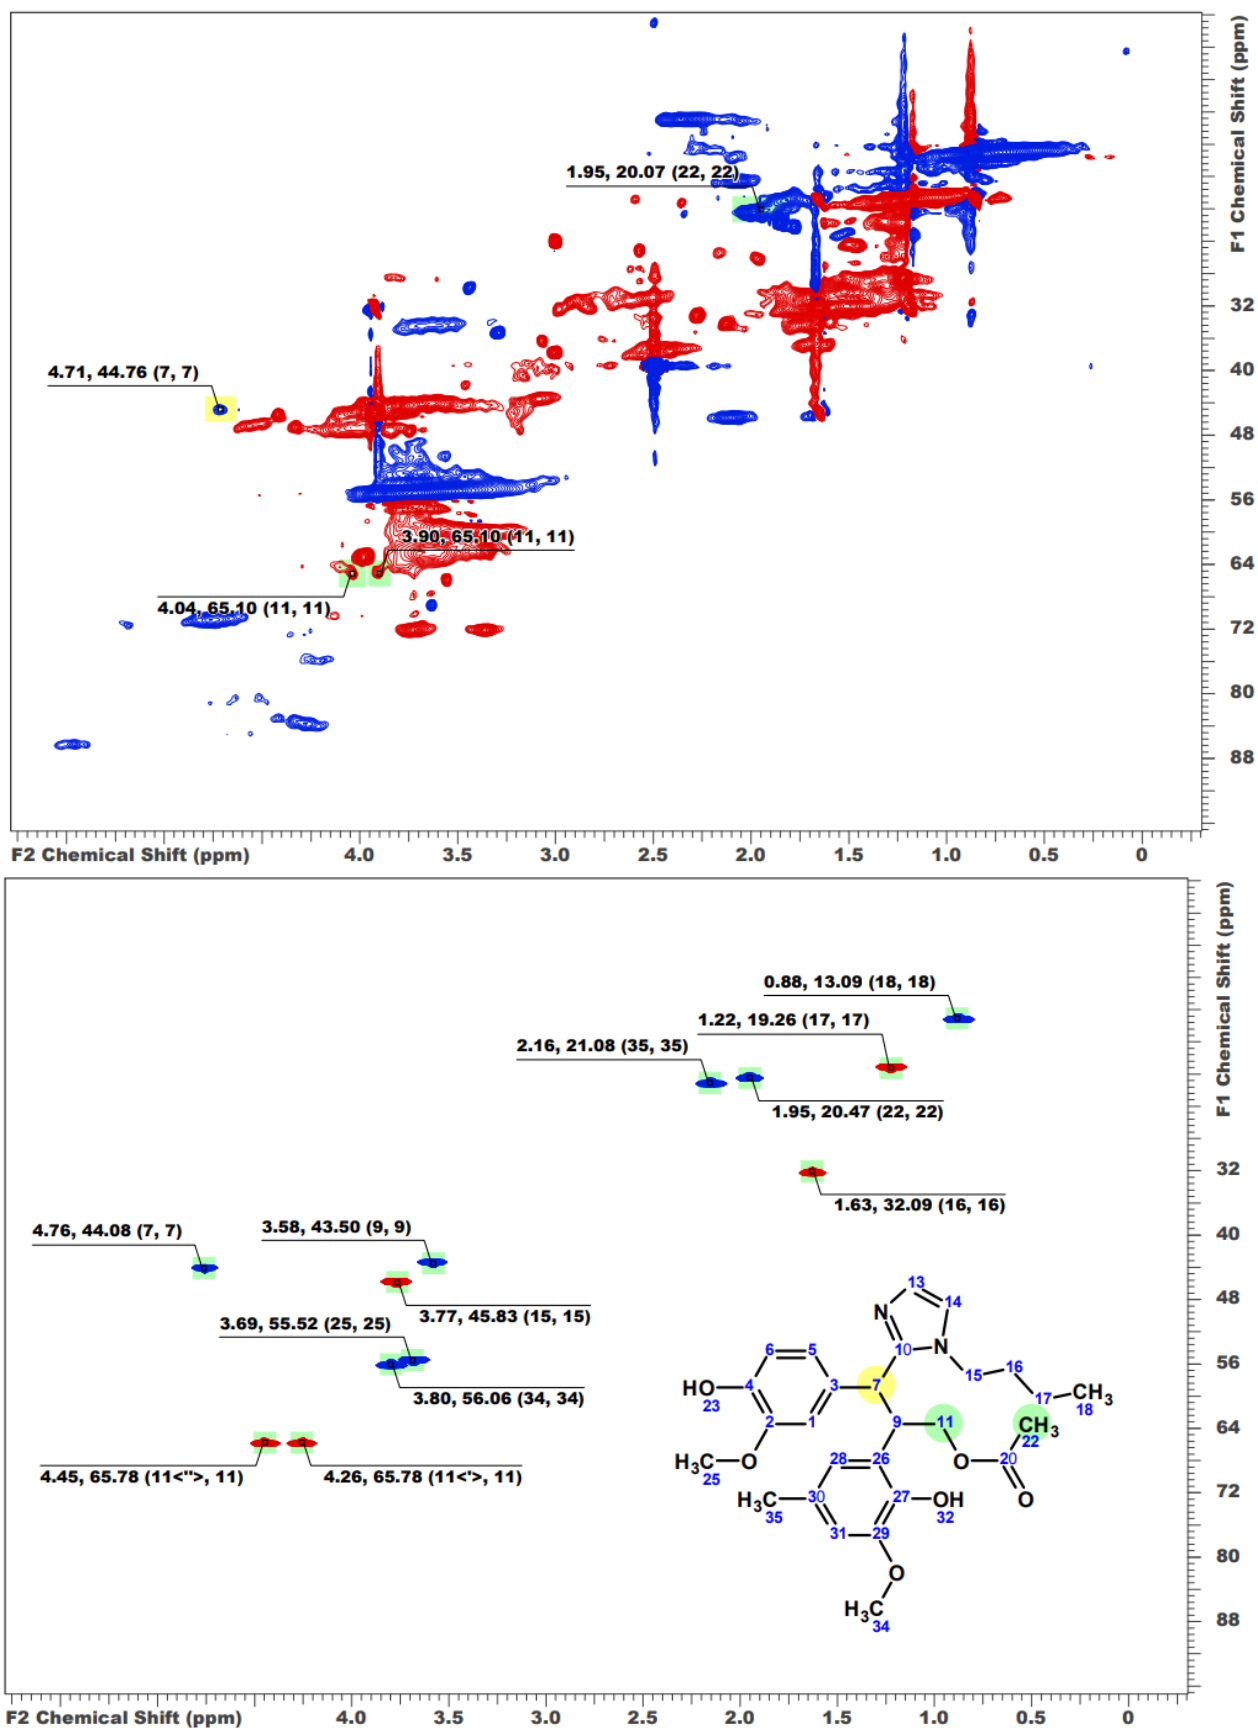 F1 Chemical Shift (ppm)
1.95, 20.07 (22, 22)
32
4.71, 44.76 (7, 7)
40
48
56
3.90, 65.10 (11, 11)
64
4.04, 65.10 (11, 11)
72
80
88
F2 Chemical Shift (ppm) 4.0 3.5 3.0 2.5 2.0 1.5 1.0 0.5 0
F1 Chemical Shift (ppm)
0.88, 13.09 (18, 18)
1.22, 19.26 (17, 17)
2.16, 21.08 (35, 35)
1.95, 20.47 (22, 22)
32
1.63, 32.09 (16, 16)
4.76, 44.08 (7, 7)
3.58, 43.50 (9, 9)
40
48
3.77, 45.83 (15, 15)
3.69, 55.52 (25, 25)
56
3.80, 56.06 (34, 34)
64
4.45, 65.78 (11<">, 11)
4.26, 65.78 (11<'>, 11)
72
80
88
13
N 14
10 N
6 5 15 16
HO 4 3 7 17 CH3
23 18
2 1 9 11 CH3
22
H3C O 28 26 O 20
25
H3C 30 27 OH O
35 32
31 29
O
H3C
34
F2 Chemical Shift (ppm) 4.0 3.5 3.0 2.5 2.0 1.5 1.0 0.5 0